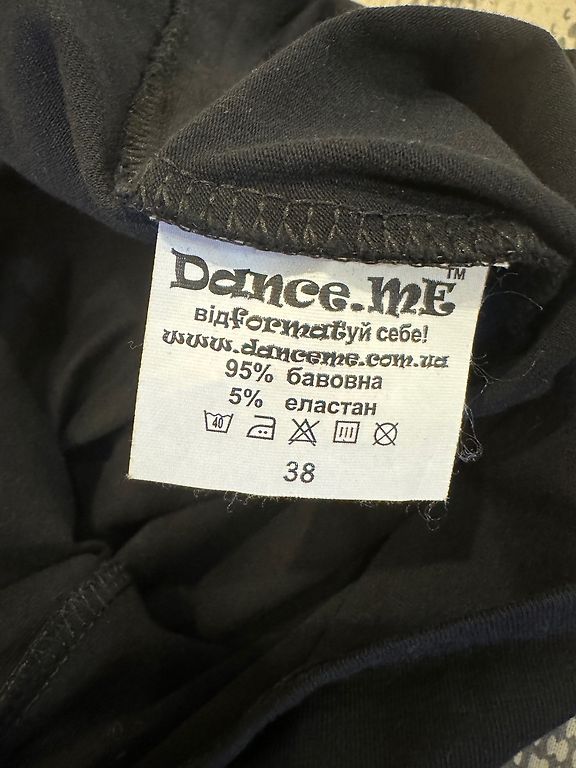 Dance.ME™
відformatуй себе!
www.danceme.com.ua
95% бавовна
5% еластан
40
38